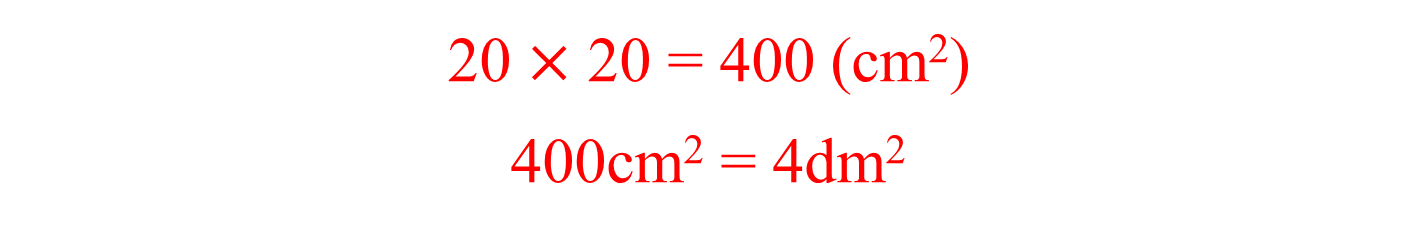 20 × 20 = 400 (cm²)
400cm² = 4dm²